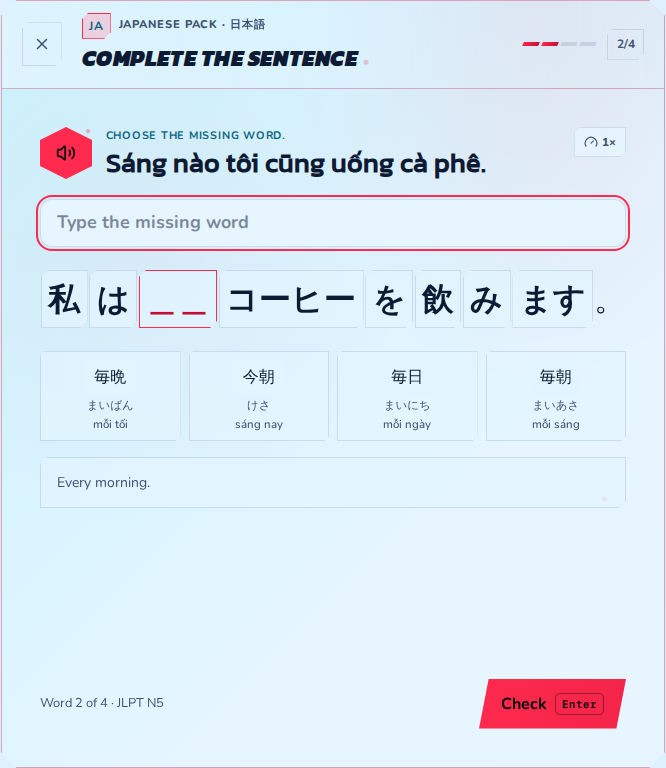 JA JAPANESE PACK · 日本語
COMPLETE THE SENTENCE
2/4
CHOOSE THE MISSING WORD.
1×
Sáng nào tôi cũng uống cà phê.
Type the missing word
私 は _ _ コーヒー を 飲 み ます 。
毎晩 今朝 毎日 毎朝
まいばん けさ まいにち まいあさ
mỗi tối sáng nay mỗi ngày mỗi sáng
Every morning.
Word 2 of 4 · JLPT N5
Check Enter